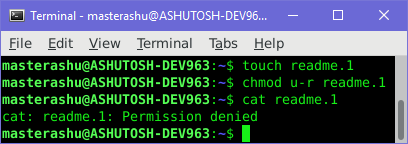 Terminal - masterashu@ASHUTOSH-DEV96...
File Edit View Terminal Tabs Help
masterashu@ASHUTOSH-DEV963:~$ touch readme.1
masterashu@ASHUTOSH-DEV963:~$ chmod u-r readme.1
masterashu@ASHUTOSH-DEV963:~$ cat readme.1
cat: readme.1: Permission denied
masterashu@ASHUTOSH-DEV963:~$